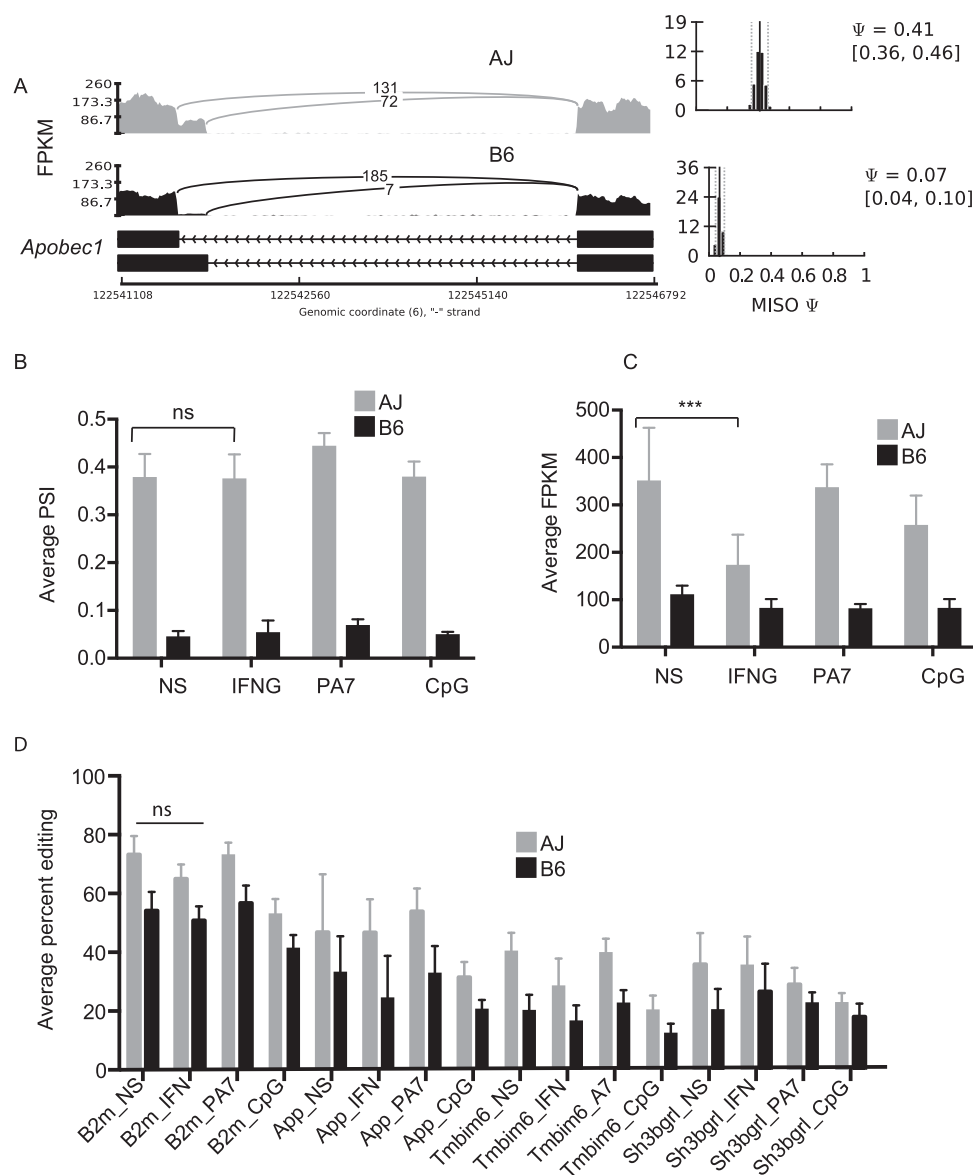 A
AJ
FPKM
260
173.3
86.7
131
72
19
12
6
0
Ψ = 0.41
[0.36, 0.46]
B6
260
173.3
86.7
185
7
36
24
12
0
Ψ = 0.07
[0.04, 0.10]
Apobec1
0 0.2 0.4 0.6 0.8 1
MISO Ψ
122541108 122542560 122545140 122546792
Genomic coordinate (6), "-" strand
B
AJ
B6
ns
Average PSI
0.5
0.4
0.3
0.2
0.1
0.0
NS IFNG PA7 CpG
C
AJ
B6
***
Average FPKM
500
400
300
200
100
0
NS IFNG PA7 CpG
D
ns
AJ
B6
Average percent editing
100
80
60
40
20
0
B2m_NS
B2m_IFN
B2m_PA7
B2m_CpG
App_NS
App_IFN
App_PA7
App_CpG
Tmbim6_NS
Tmbim6_IFN
Tmbim6_A7
Tmbim6_CpG
Sh3bgrl_NS
Sh3bgrl_IFN
Sh3bgrl_PA7
Sh3bgrl_CpG